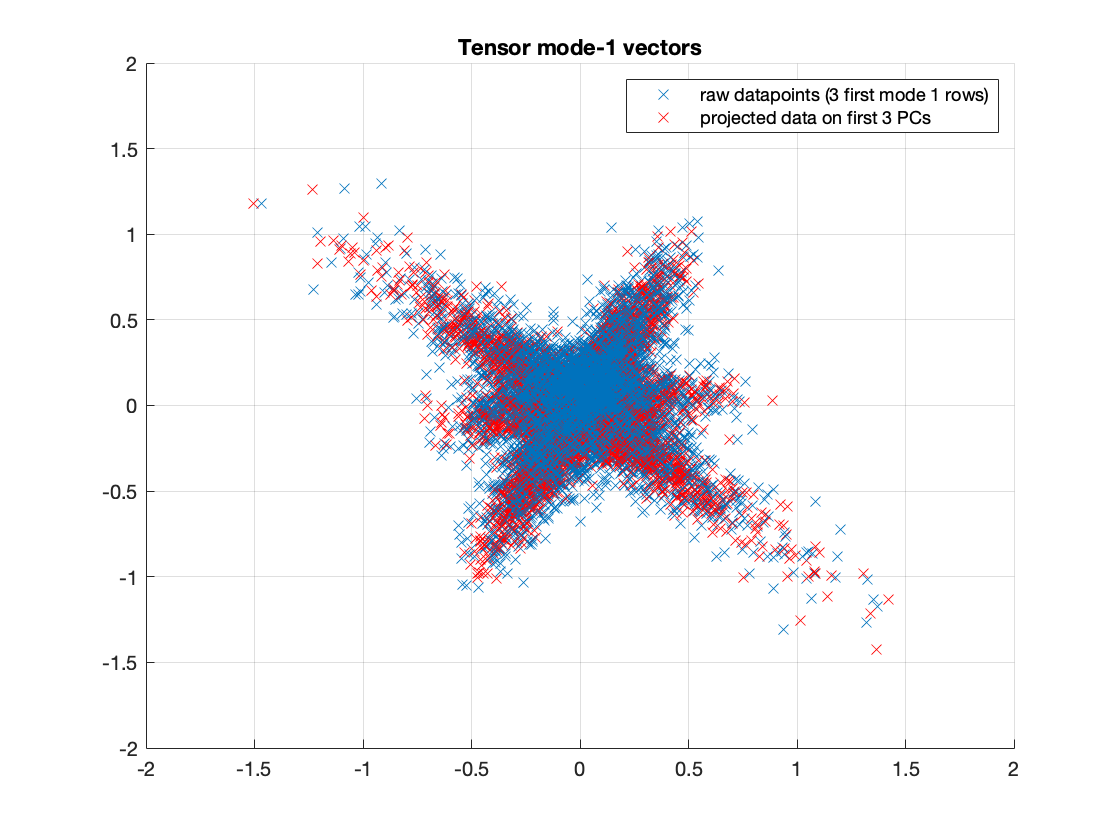 Tensor mode-1 vectors
raw datapoints (3 first mode 1 rows)
projected data on first 3 PCs
2
1.5
1
0.5
0
-0.5
-1
-1.5
-2
-2 -1.5 -1 -0.5 0 0.5 1 1.5 2